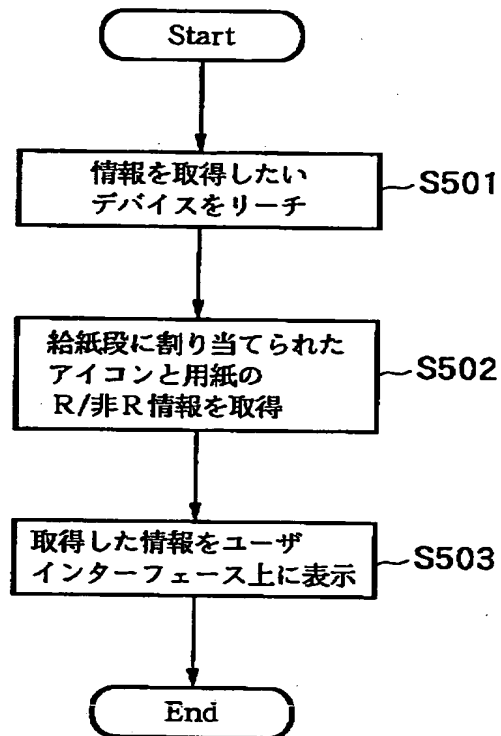 Start
情報を取得したい
デバイスをリーチ
S501
給紙段に割り当てられた
アイコンと用紙の
R/非R情報を取得
S502
取得した情報をユーザ
インターフェース上に表示
S503
End